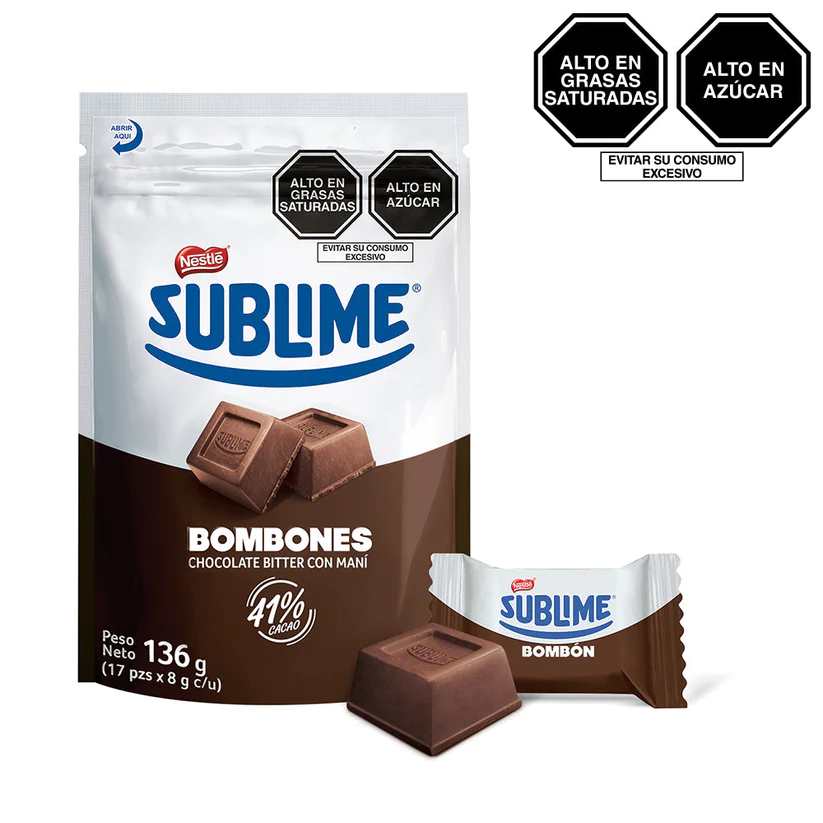 ALTO EN
GRASAS
SATURADAS
ALTO EN
AZÚCAR
EVITAR SU CONSUMO
EXCESIVO
ABRIR
AQUI
ALTO EN
GRASAS
SATURADAS
ALTO EN
AZÚCAR
EVITAR SU CONSUMO
EXCESIVO
Nestlé
SUBLIME®
SUBLIME
SUBLIME
BOMBONES
CHOCOLATE BITTER CON MANÍ
41%
CACAO
Peso
Neto 136 g
(17 pzs x 8 g c/u)
Nestlé
SUBLIME®
BOMBÓN
SUBLIME